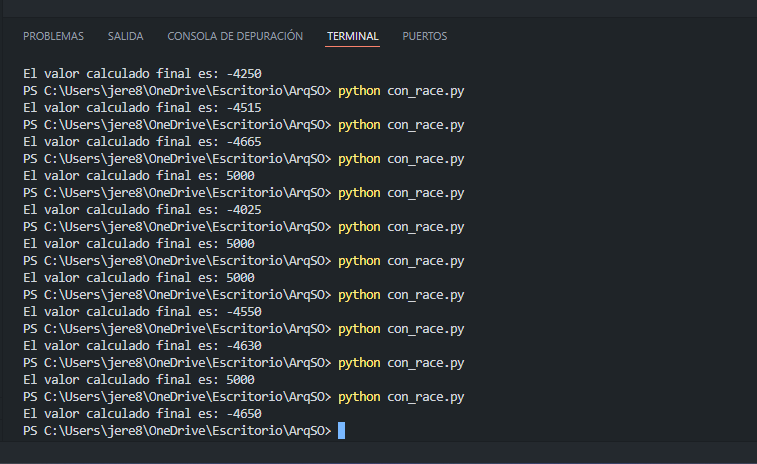 PROBLEMAS SALIDA CONSOLA DE DEPURACIÓN TERMINAL PUERTOS
El valor calculado final es: -4250
PS C:\Users\jere8\OneDrive\Escritorio\ArqSO> python con_race.py
El valor calculado final es: -4515
PS C:\Users\jere8\OneDrive\Escritorio\ArqSO> python con_race.py
El valor calculado final es: -4665
PS C:\Users\jere8\OneDrive\Escritorio\ArqSO> python con_race.py
El valor calculado final es: 5000
PS C:\Users\jere8\OneDrive\Escritorio\ArqSO> python con_race.py
El valor calculado final es: -4025
PS C:\Users\jere8\OneDrive\Escritorio\ArqSO> python con_race.py
El valor calculado final es: 5000
PS C:\Users\jere8\OneDrive\Escritorio\ArqSO> python con_race.py
El valor calculado final es: 5000
PS C:\Users\jere8\OneDrive\Escritorio\ArqSO> python con_race.py
El valor calculado final es: -4550
PS C:\Users\jere8\OneDrive\Escritorio\ArqSO> python con_race.py
El valor calculado final es: -4630
PS C:\Users\jere8\OneDrive\Escritorio\ArqSO> python con_race.py
El valor calculado final es: 5000
PS C:\Users\jere8\OneDrive\Escritorio\ArqSO> python con_race.py
El valor calculado final es: -4650
PS C:\Users\jere8\OneDrive\Escritorio\ArqSO>